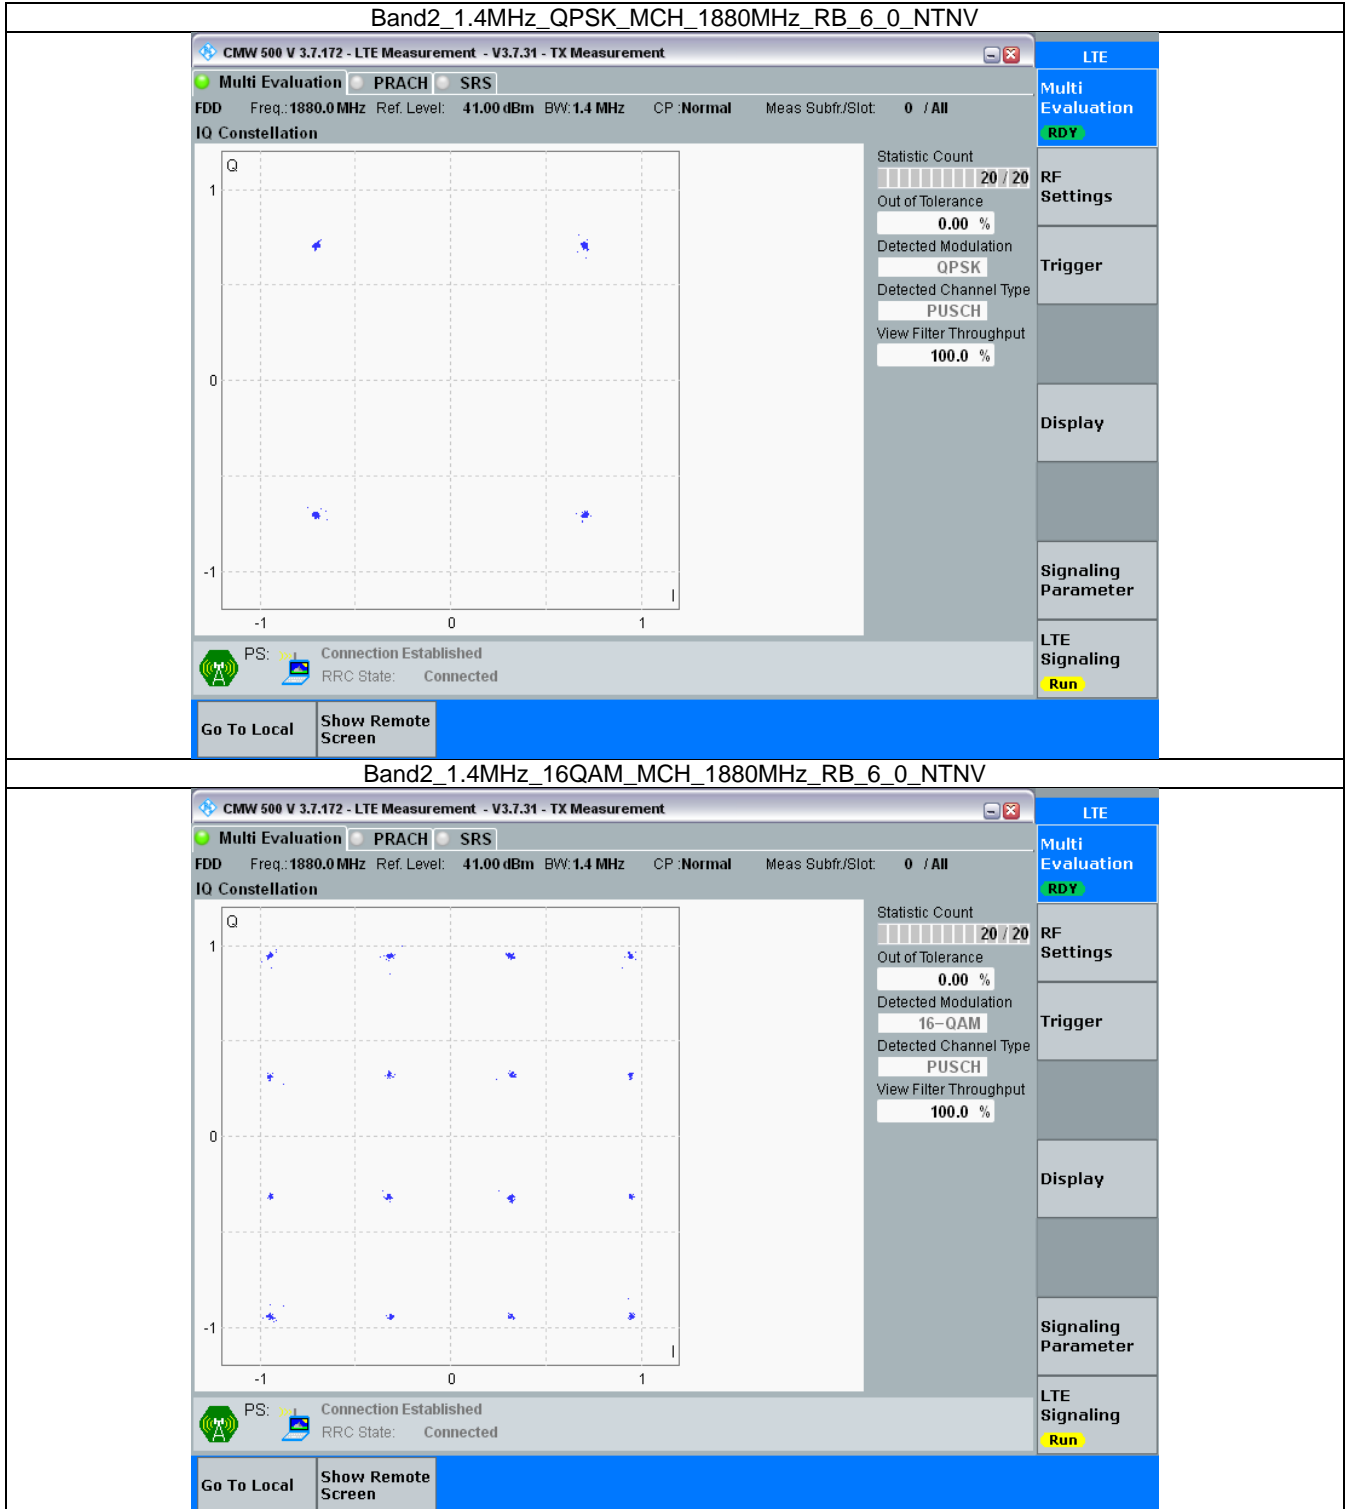 Band2_1.4MHz_QPSK_MCH_1880MHz_RB_6_0_NTNV
CMW 500 V 3.7.172 - LTE Measurement - V3.7.31 - TX Measurement
LTE
Multi Evaluation PRACH SRS
FDD Freq.: 1880.0 MHz Ref. Level: 41.00 dBm BW: 1.4 MHz CP : Normal Meas Subfr./Slot: 0 / All
IQ Constellation
Q
1
0
-1
I
-1 0 1
Statistic Count
20 / 20
Out of Tolerance
0.00 %
Detected Modulation
QPSK
Detected Channel Type
PUSCH
View Filter Throughput
100.0 %
Multi
Evaluation
RDY
RF
Settings
Trigger
Display
Signaling
Parameter
LTE
Signaling
Run
PS: Connection Established
RRC State: Connected
Go To Local
Show Remote
Screen
Band2_1.4MHz_16QAM_MCH_1880MHz_RB_6_0_NTNV
CMW 500 V 3.7.172 - LTE Measurement - V3.7.31 - TX Measurement
LTE
Multi Evaluation PRACH SRS
FDD Freq.: 1880.0 MHz Ref. Level: 41.00 dBm BW: 1.4 MHz CP : Normal Meas Subfr./Slot: 0 / All
IQ Constellation
Q
1
0
-1
I
-1 0 1
Statistic Count
20 / 20
Out of Tolerance
0.00 %
Detected Modulation
16-QAM
Detected Channel Type
PUSCH
View Filter Throughput
100.0 %
Multi
Evaluation
RDY
RF
Settings
Trigger
Display
Signaling
Parameter
LTE
Signaling
Run
PS: Connection Established
RRC State: Connected
Go To Local
Show Remote
Screen